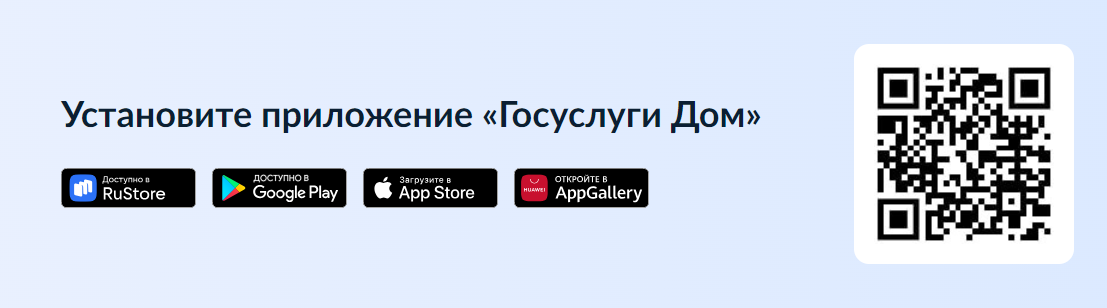 Установите приложение «Госуслуги Дом»
Доступно в
RuStore
ДОСТУПНО В
Google Play
Загрузите в
App Store
HUAWEI
ОТКРОЙТЕ В
AppGallery